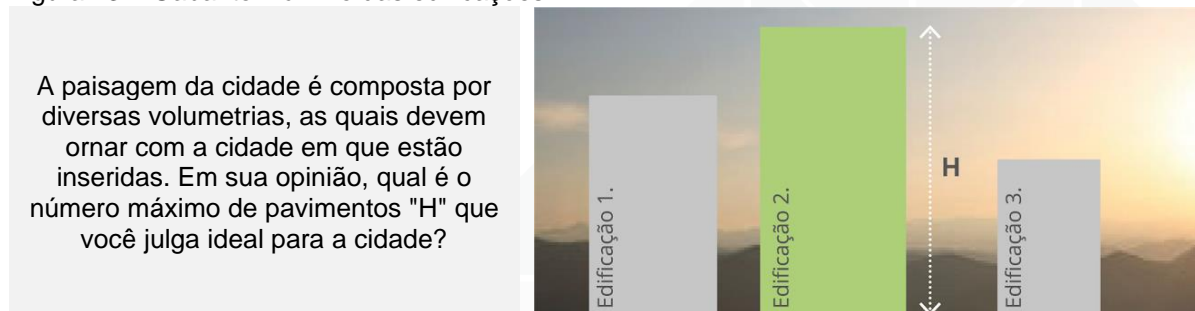 A paisagem da cidade é composta por
diversas volumetrias, as quais devem
ornar com a cidade em que estão
inseridas. Em sua opinião, qual é o
número máximo de pavimentos "H" que
você julga ideal para a cidade?
Edificação 1.
Edificação 2.
H
Edificação 3.